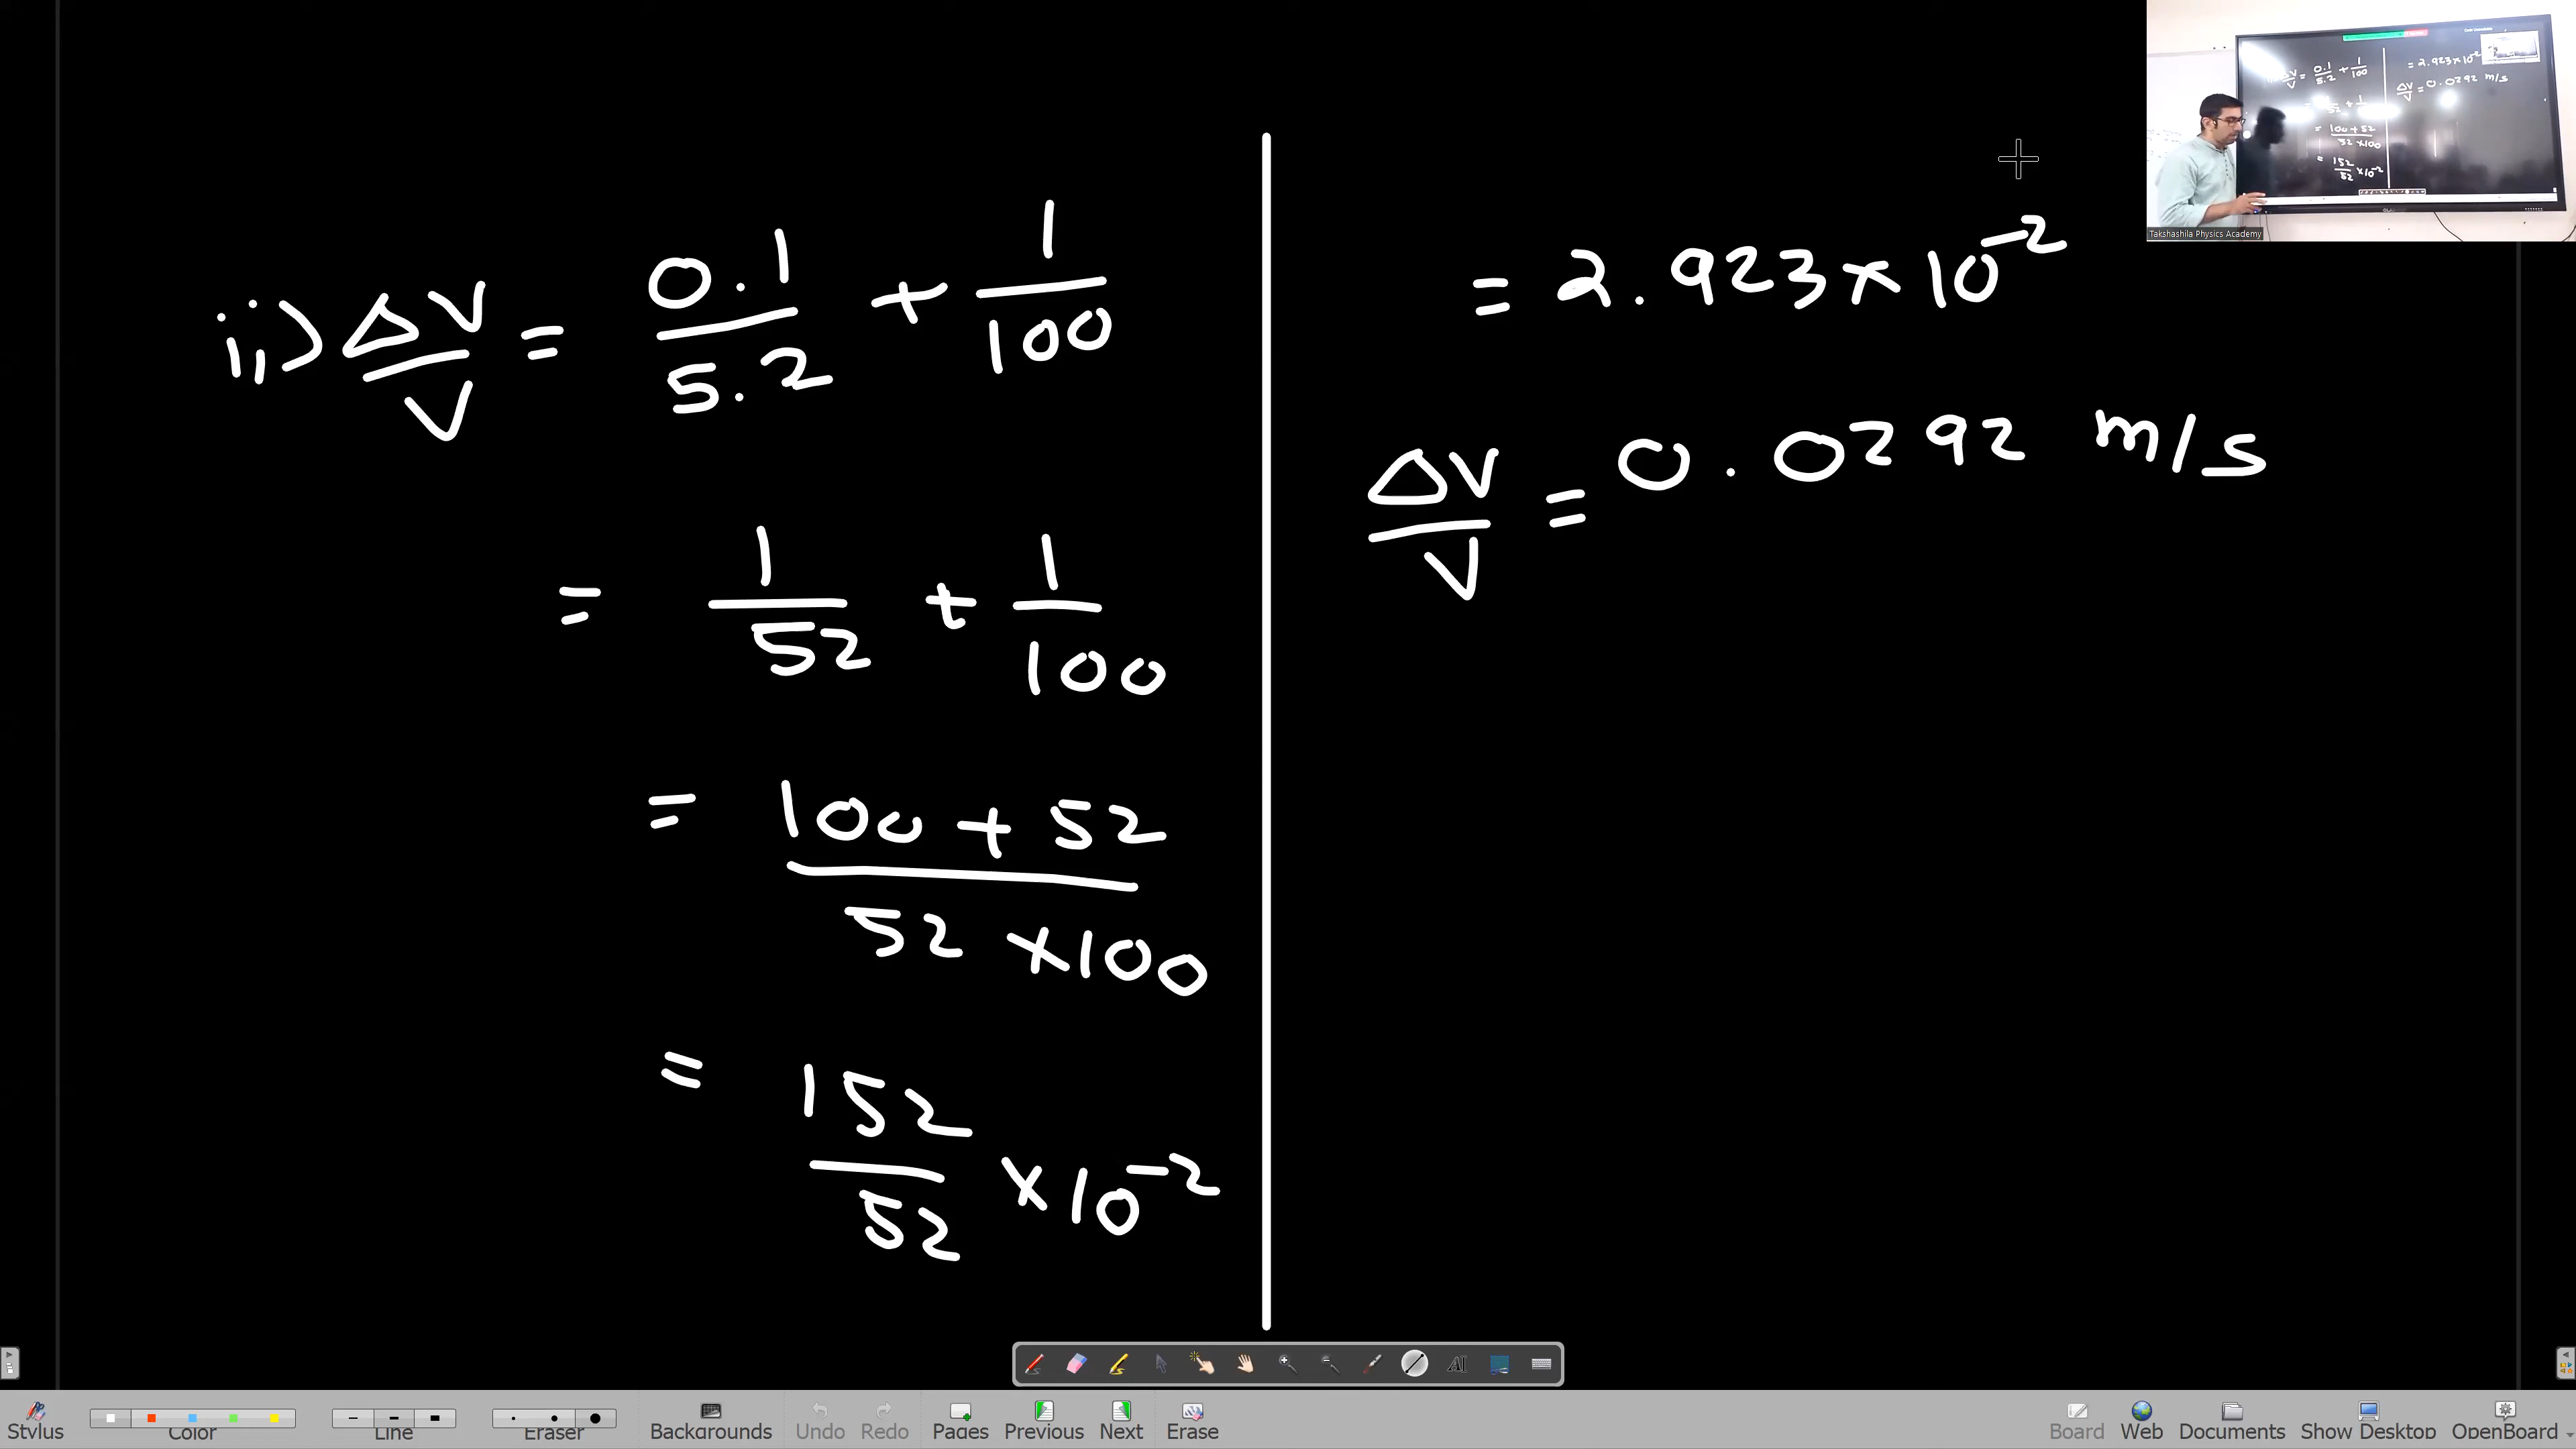 ii) ΔV/V = 0.1/5.2 + 1/100
= 1/52 + 1/100
= 100 + 52 / 52 × 100
= 152/52 × 10⁻²
= 2.923 × 10⁻²
ΔV/V = 0.0292 m/s
Takshashila Physics Academy
Stylus
Color
Line
Eraser
Backgrounds
Undo
Redo
Pages
Previous
Next
Erase
Board
Web
Documents
Show Desktop
OpenBoard